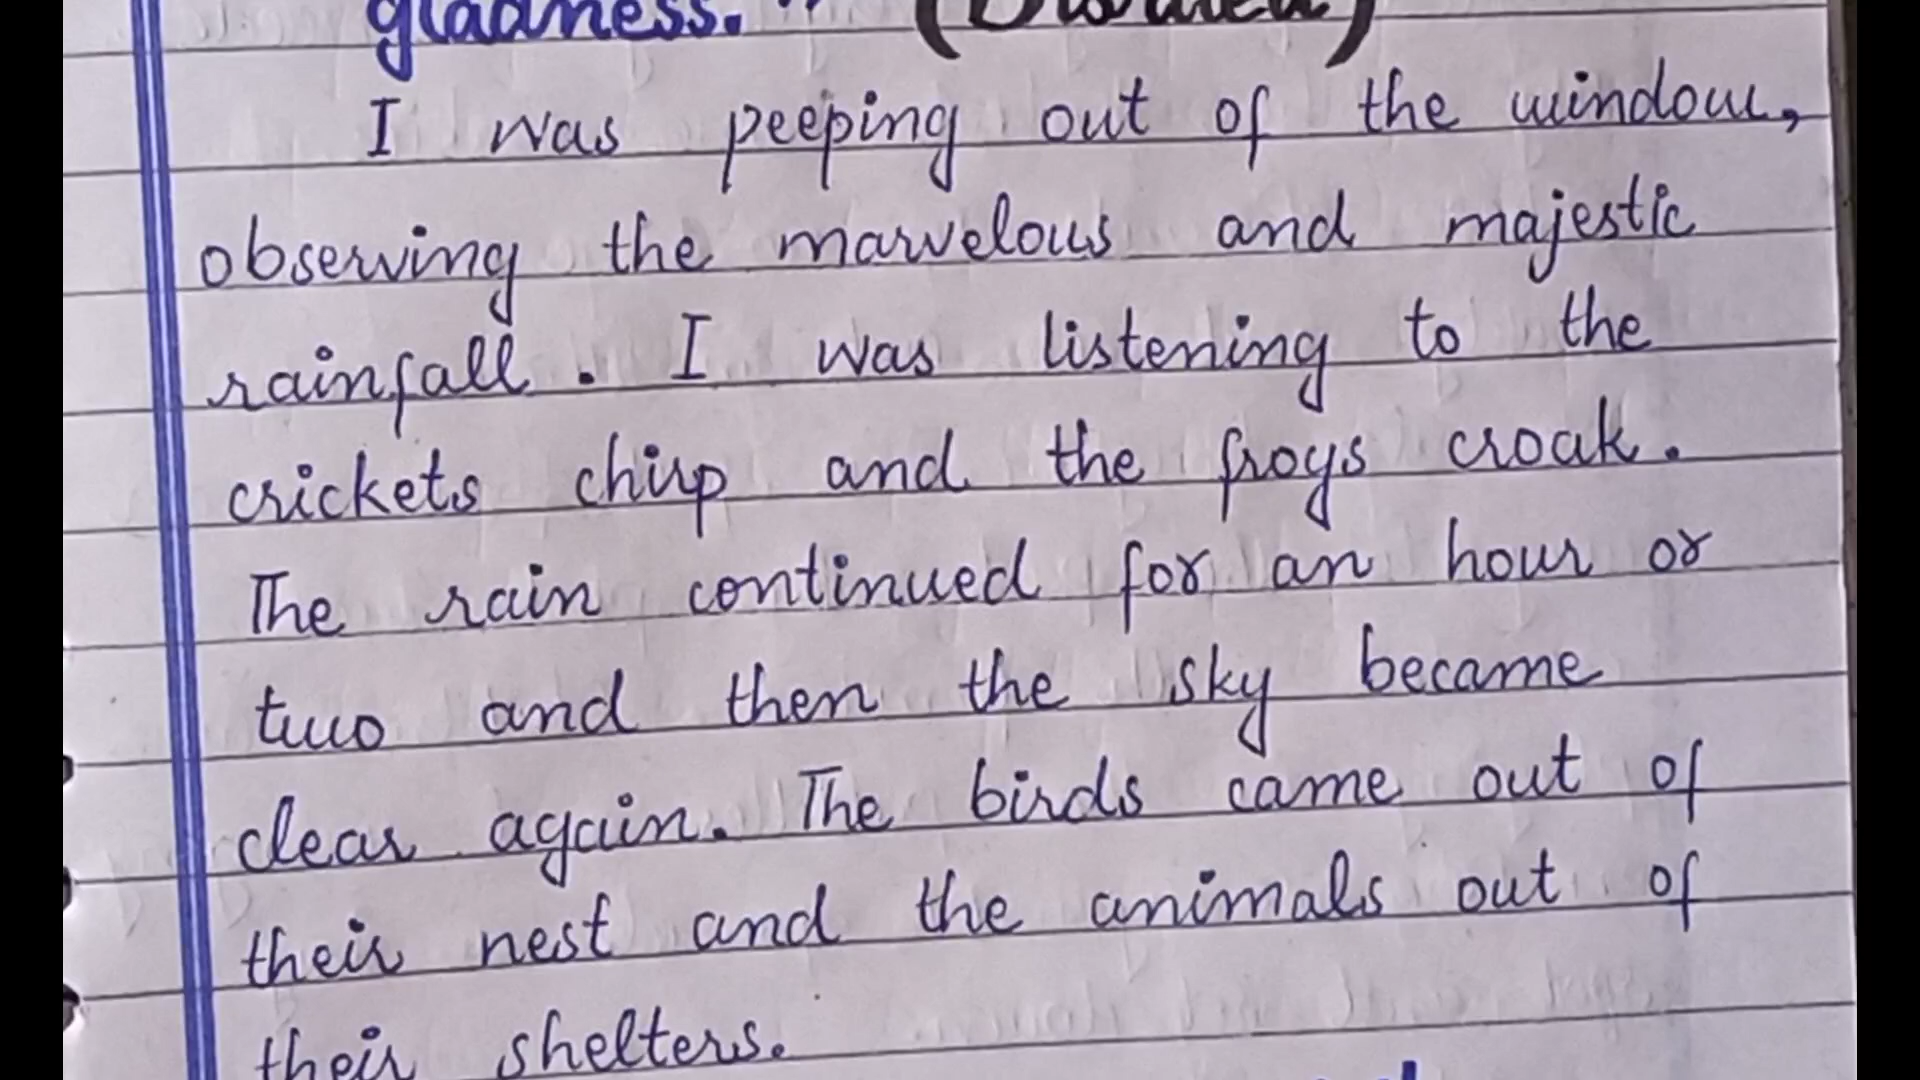 gladness."
I was peeping out of the window,
observing the marvelous and majestic
rainfall. I was listening to the
crickets chirp and the frogs croak.
The rain continued for an hour or
two and then the sky became
clear again. The birds came out of
their nest and the animals out of
their shelters.